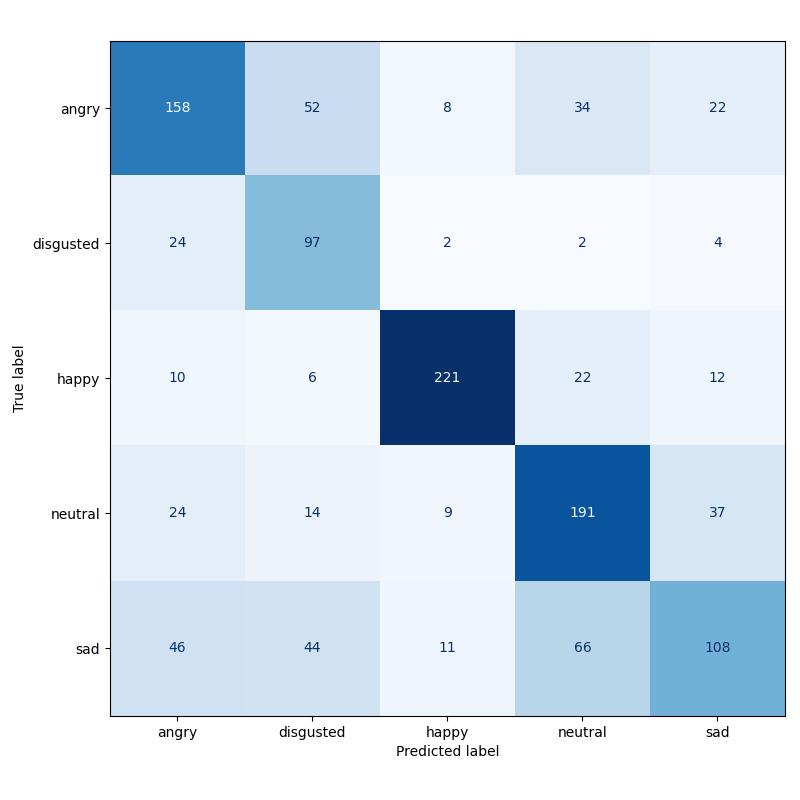 angry 158 52 8 34 22
disgusted 24 97 2 2 4
happy 10 6 221 22 12
neutral 24 14 9 191 37
sad 46 44 11 66 108
True label
angry disgusted happy neutral sad
Predicted label